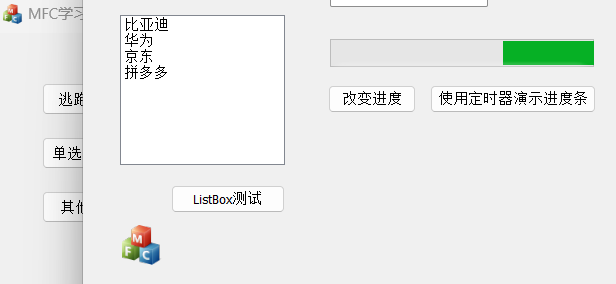 MFC学习
比亚迪
华为
京东
拼多多
逃跑
改变进度
使用定时器演示进度条
单选
ListBox测试
其他
M
F C